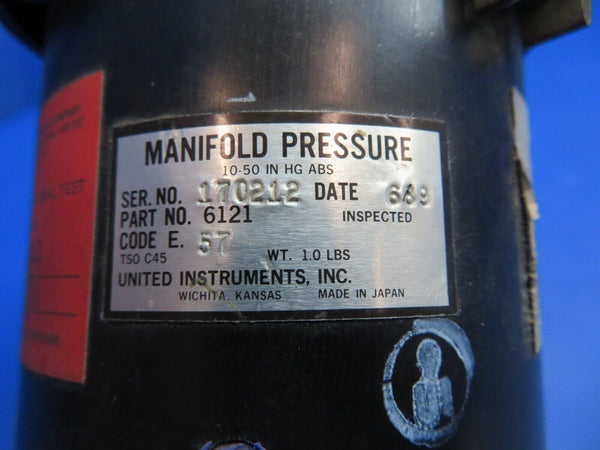 MANIFOLD PRESSURE
10-50 IN HG ABS
SER. NO. 170212 DATE 689
PART NO. 6121 INSPECTED
CODE E. 57
TSO C45 WT. 1.0 LBS
UNITED INSTRUMENTS, INC.
WICHITA, KANSAS MADE IN JAPAN
TEST